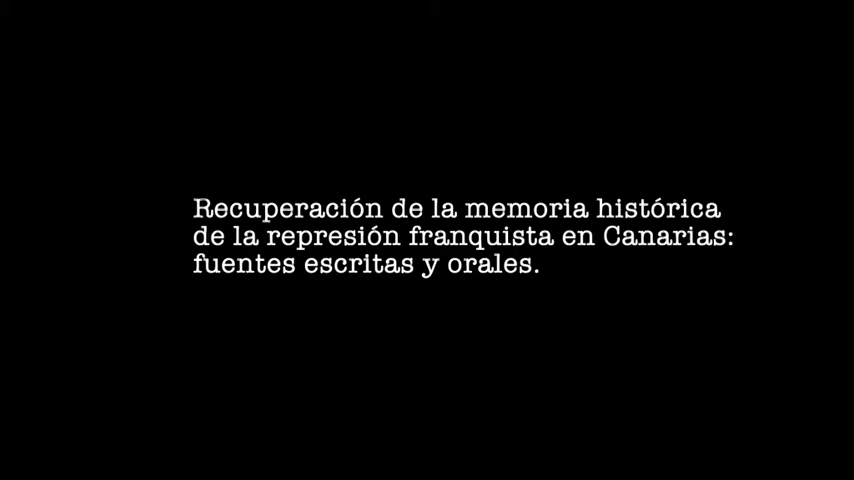 Recuperación de la memoria histórica
de la represión franquista en Canarias:
fuentes escritas y orales.